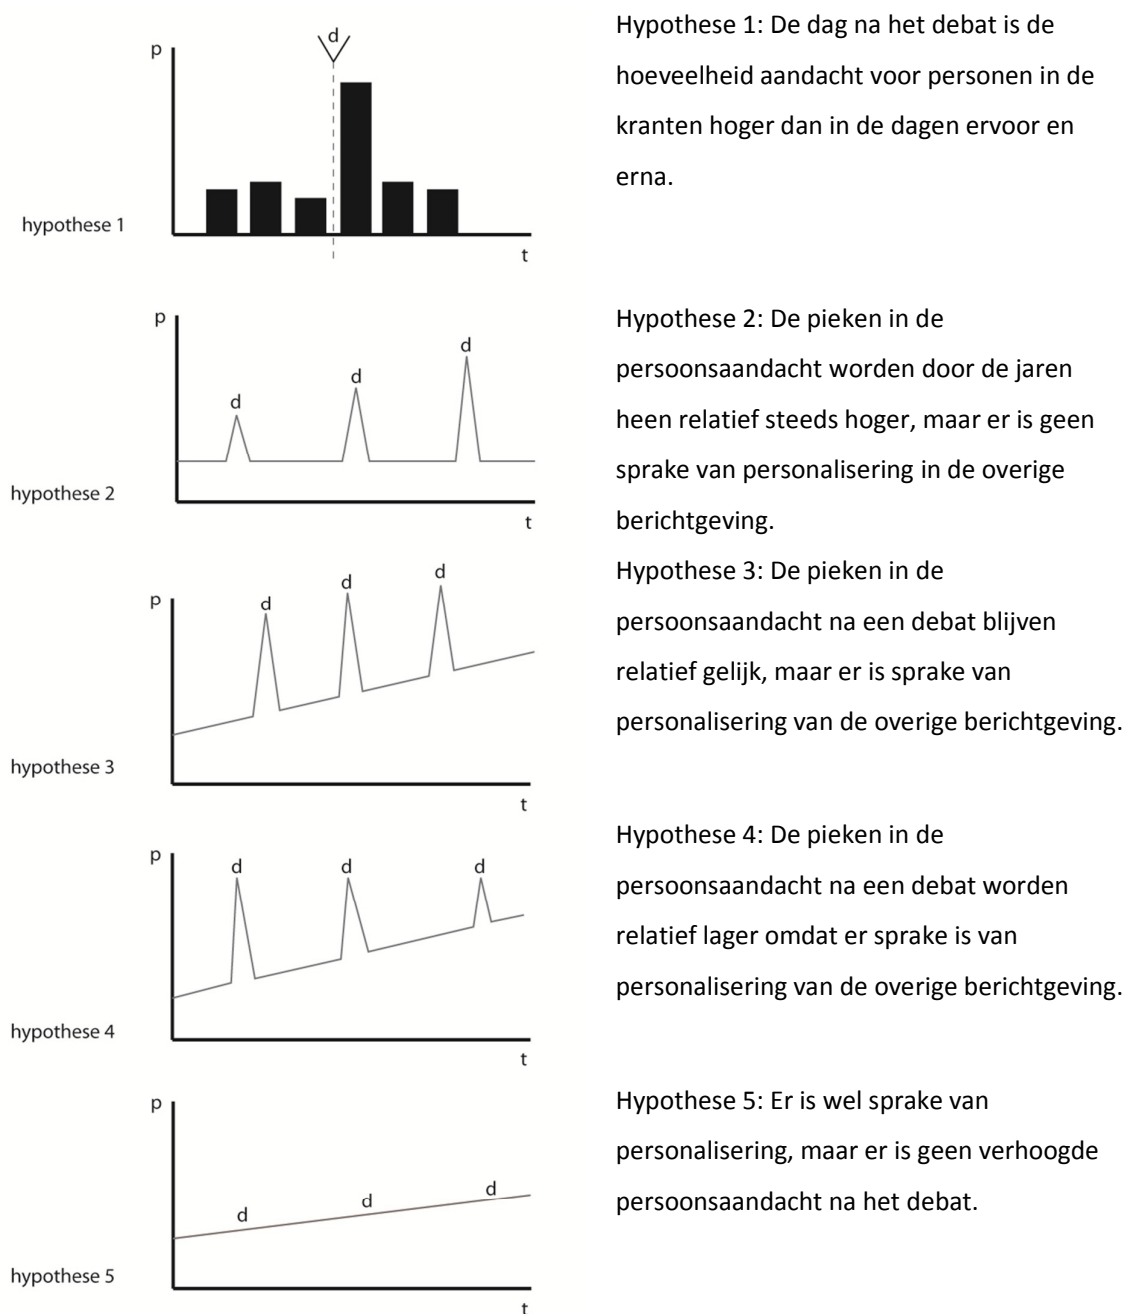 p
d
hypothese 1
t
Hypothese 1: De dag na het debat is de
hoeveelheid aandacht voor personen in de
kranten hoger dan in de dagen ervoor en
erna.
p
d
d
d
hypothese 2
t
Hypothese 2: De pieken in de
persoonsaandacht worden door de jaren
heen relatief steeds hoger, maar er is geen
sprake van personalisering in de overige
berichtgeving.
p
d
d
d
hypothese 3
t
Hypothese 3: De pieken in de
persoonsaandacht na een debat blijven
relatief gelijk, maar er is sprake van
personalisering van de overige berichtgeving.
p
d
d
d
hypothese 4
t
Hypothese 4: De pieken in de
persoonsaandacht na een debat worden
relatief lager omdat er sprake is van
personalisering van de overige berichtgeving.
p
d
d
d
hypothese 5
t
Hypothese 5: Er is wel sprake van
personalisering, maar er is geen verhoogde
persoonsaandacht na het debat.